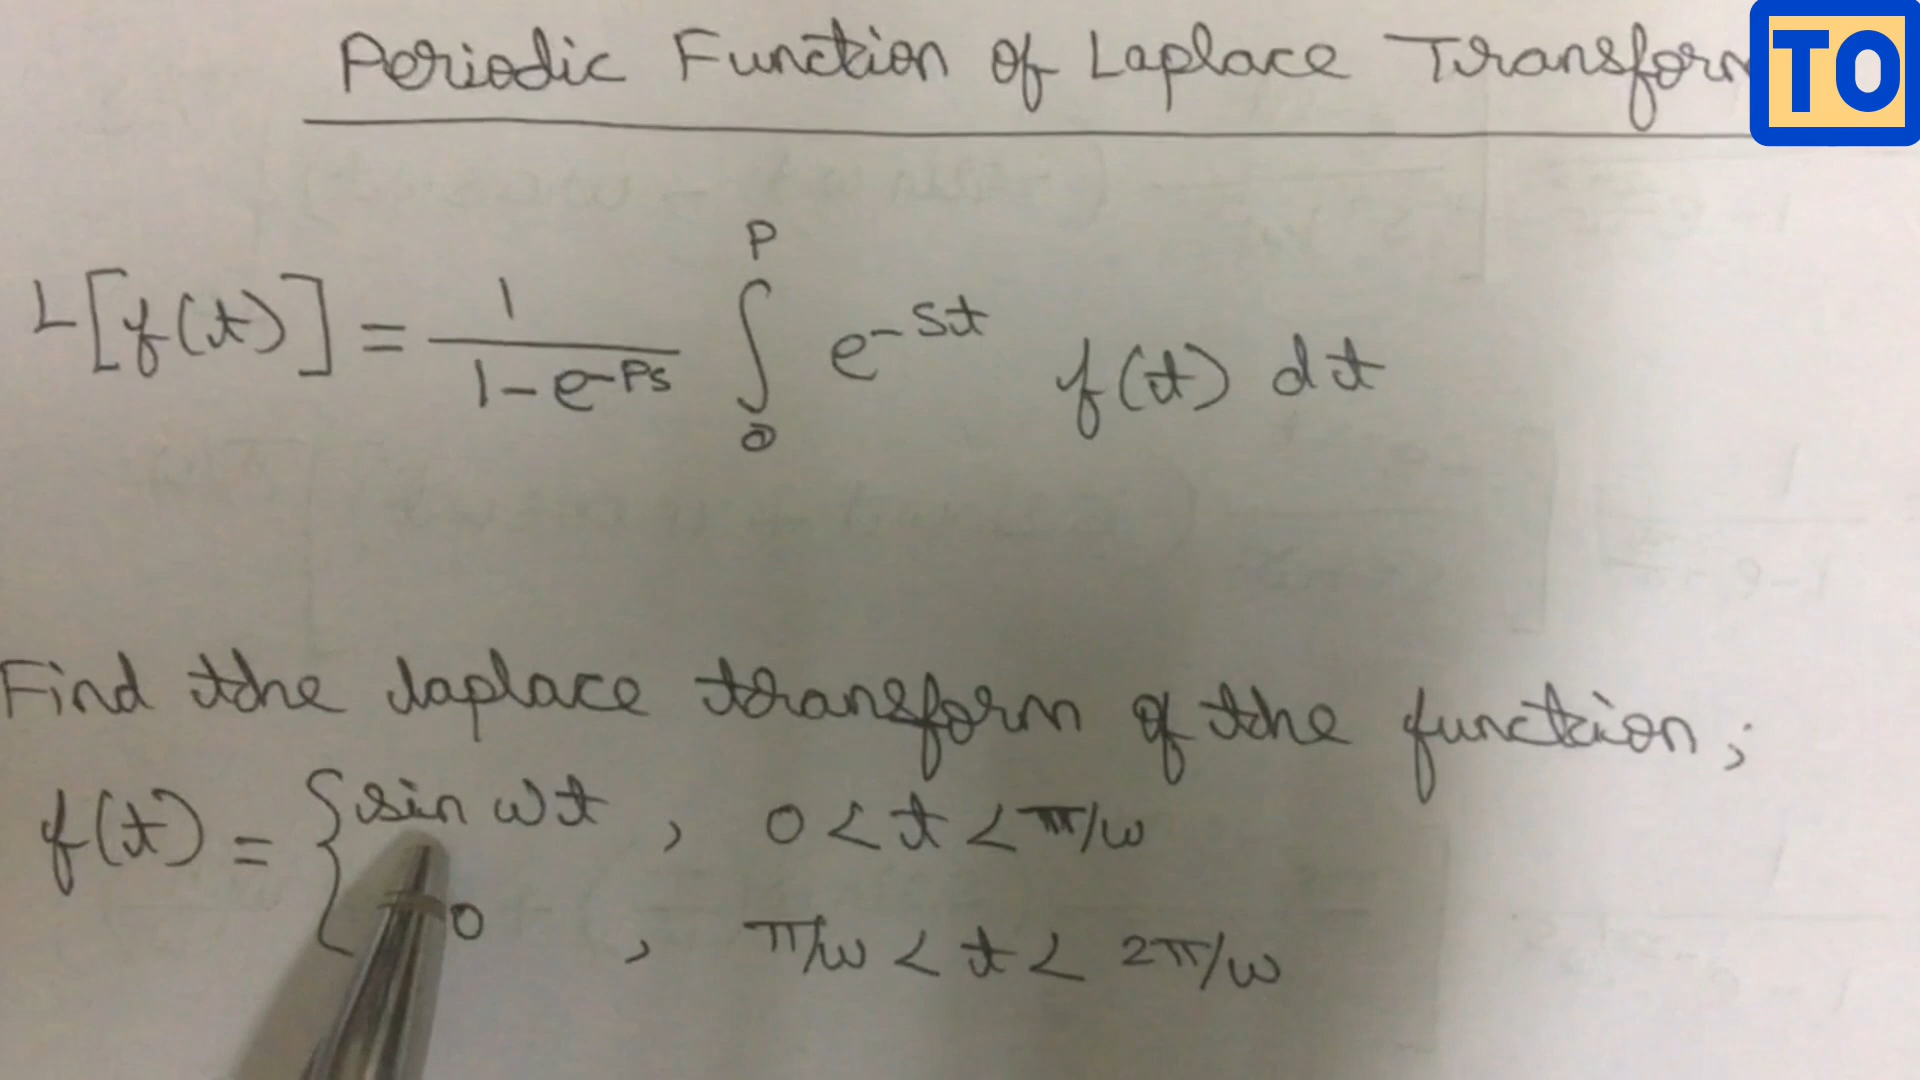 Periodic Function of Laplace Transform
TO
L[f(t)] = 1/(1-e^-Ps) ∫₀^P e^-st f(t) dt
Find the laplace transform of the function;
f(t) = { sin ωt , 0 < t < π/ω
0 , π/ω < t < 2π/ω